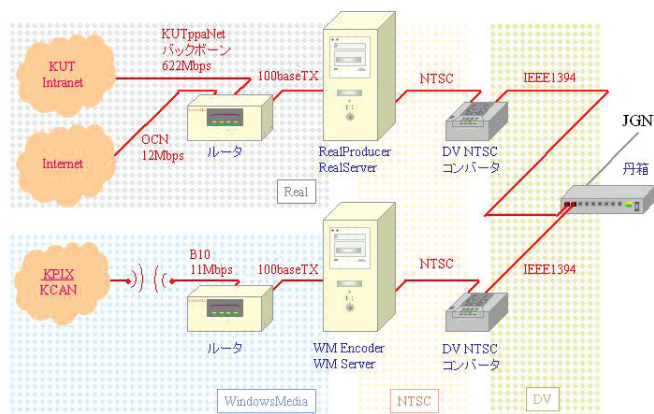 KUTppaNet
バックボーン
622Mbps
KUT
Intranet
100baseTX
NTSC
IEEE1394
JGN
OCN
12Mbps
Internet
ルータ
RealProducer
RealServer
DV NTSC
コンバータ
丹箱
Real
B10
11Mbps
KPIX
KCAN
100baseTX
NTSC
IEEE1394
ルータ
WM Encoder
WM Server
DV NTSC
コンバータ
WindowsMedia
NTSC
DV